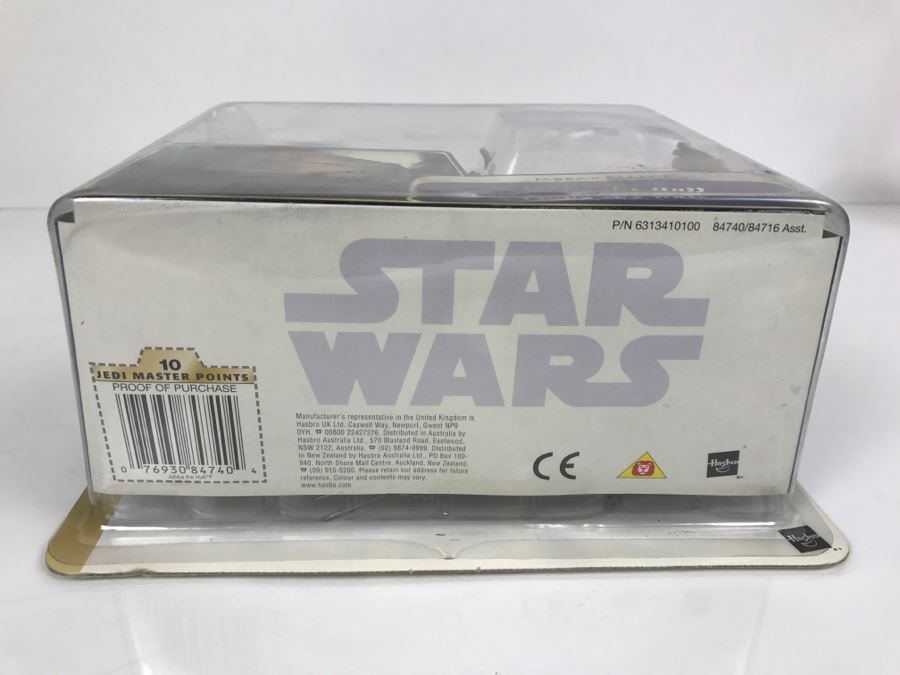 P/N 6313410100 84740/84716 Asst.
STAR
WARS
10
JEDI MASTER POINTS
PROOF OF PURCHASE
0 76930 84740 4
Jabba the Hutt™
Manufacturer's representative in the United Kingdom is
Hasbro UK Ltd. Caswell Way, Newport, Gwent NP9
0YH. ☎ 00800 22427276. Distributed in Australia by
Hasbro Australia Ltd., 570 Blaxland Road, Eastwood,
NSW 2122, Australia. ☎ (02) 9874-0999. Distributed
in New Zealand by Hasbro Australia Ltd., PO Box 100-
940, North Shore Mail Centre, Auckland, New Zealand.
☎ (09) 915-5200. Please retain our address for future
reference. Colour and contents may vary.
www.hasbro.com
CE
Hasbro
Hasbro